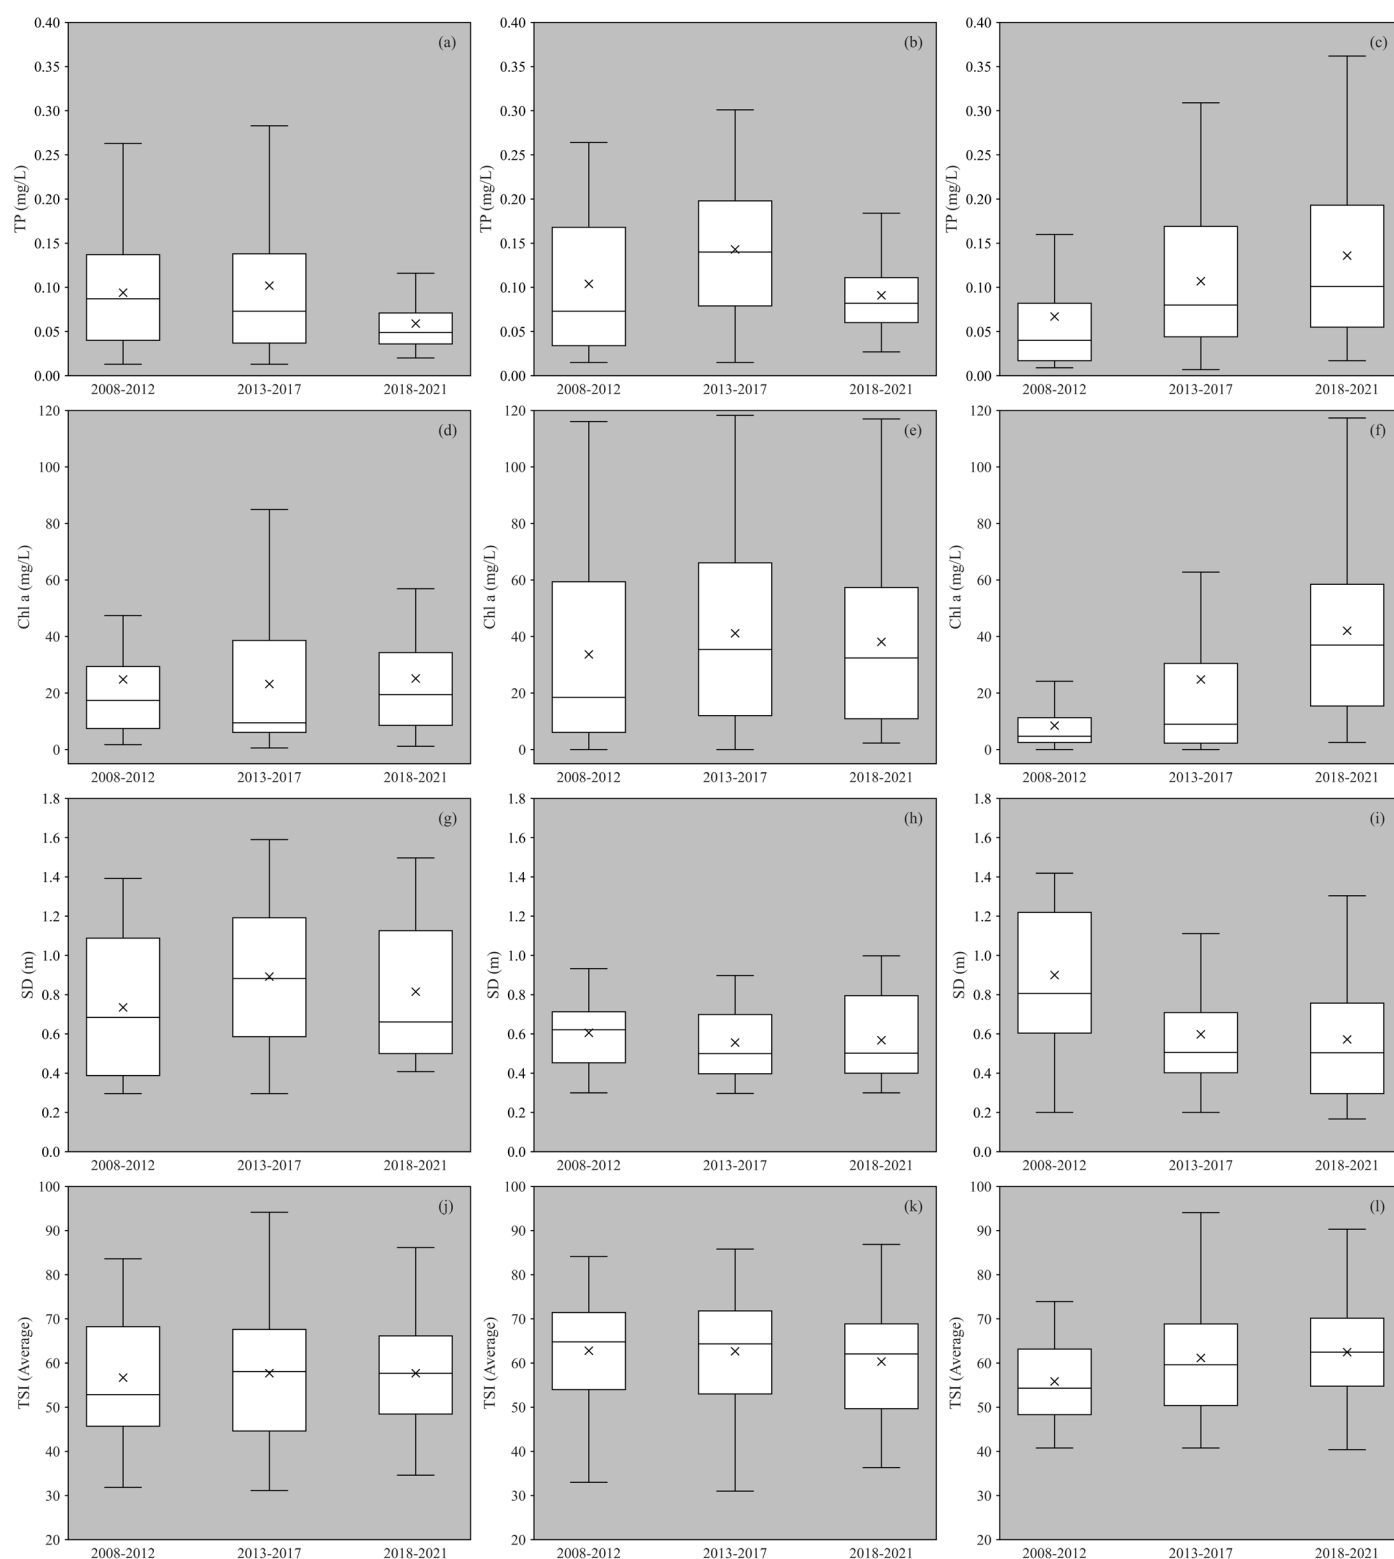 (a)
TP (mg/L)
0.40
0.35
0.30
0.25
0.20
0.15
0.10
0.05
0.00
2008-2012 2013-2017 2018-2021
(b)
TP (mg/L)
0.40
0.35
0.30
0.25
0.20
0.15
0.10
0.05
0.00
2008-2012 2013-2017 2018-2021
(c)
TP (mg/L)
0.40
0.35
0.30
0.25
0.20
0.15
0.10
0.05
0.00
2008-2012 2013-2017 2018-2021
(d)
Chl a (mg/L)
120
100
80
60
40
20
0
2008-2012 2013-2017 2018-2021
(e)
Chl a (mg/L)
120
100
80
60
40
20
0
2008-2012 2013-2017 2018-2021
(f)
Chl a (mg/L)
120
100
80
60
40
20
0
2008-2012 2013-2017 2018-2021
(g)
SD (m)
1.8
1.6
1.4
1.2
1.0
0.8
0.6
0.4
0.2
0.0
2008-2012 2013-2017 2018-2021
(h)
SD (m)
1.8
1.6
1.4
1.2
1.0
0.8
0.6
0.4
0.2
0.0
2008-2012 2013-2017 2018-2021
(i)
SD (m)
1.8
1.6
1.4
1.2
1.0
0.8
0.6
0.4
0.2
0.0
2008-2012 2013-2017 2018-2021
(j)
TSI (Average)
100
90
80
70
60
50
40
30
20
2008-2012 2013-2017 2018-2021
(k)
TSI (Average)
100
90
80
70
60
50
40
30
20
2008-2012 2013-2017 2018-2021
(l)
TSI (Average)
100
90
80
70
60
50
40
30
20
2008-2012 2013-2017 2018-2021